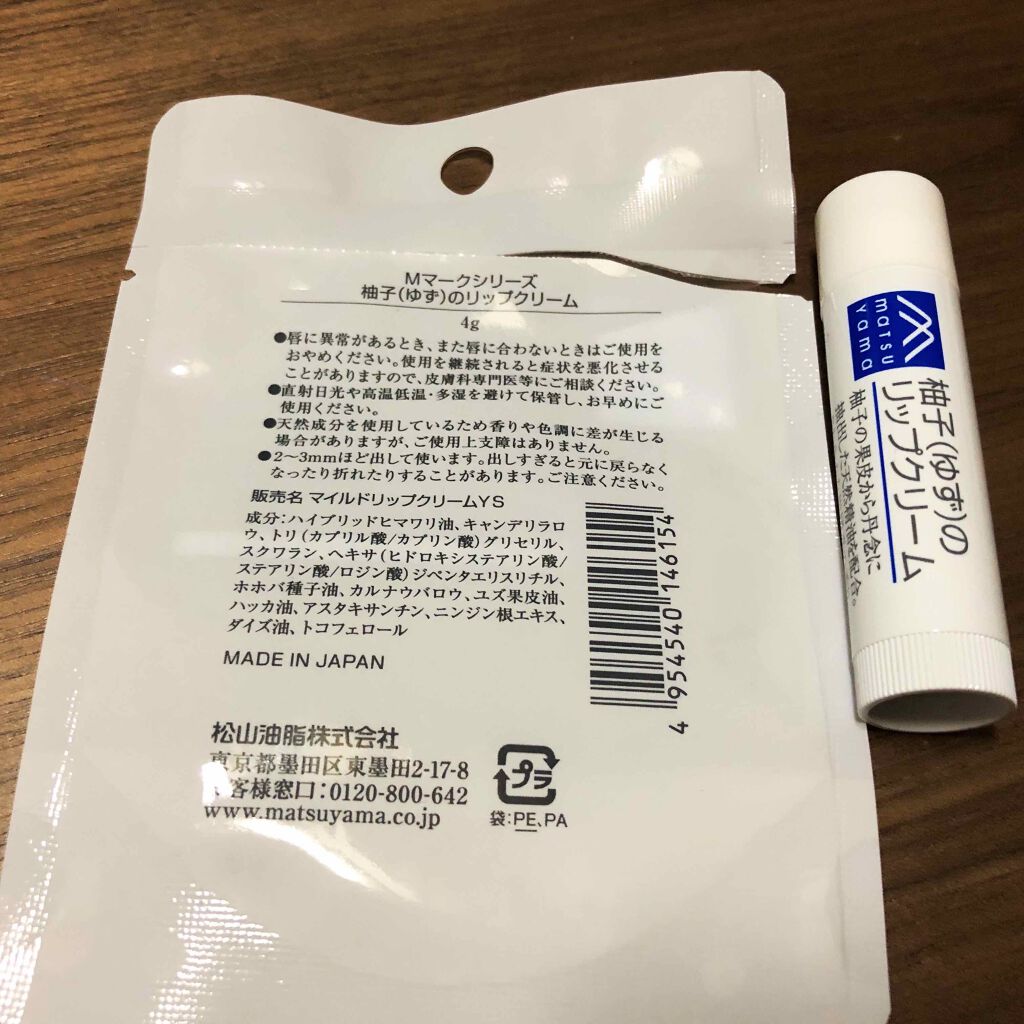 Mマークシリーズ
柚子(ゆず)のリップクリーム
4g
●唇に異常があるとき、また唇に合わないときはご使用を
おやめください。使用を継続されると症状を悪化させる
ことがありますので、皮膚科専門医等にご相談ください。
●直射日光や高温低温・多湿を避けて保管し、お早めにご
使用ください。
●天然成分を使用しているため香りや色調に差が生じる
場合がありますが、ご使用上支障はありません。
●2〜3mmほど出して使います。出しすぎると元に戻らなく
なったり折れたりすることがあります。ご注意ください。
販売名 マイルドリップクリームYS
成分:ハイブリッドヒマワリ油、キャンデリラロ
ウ、トリ(カプリル酸/カプリン酸)グリセリル、
スクワラン、ヘキサ(ヒドロキシステアリン酸/
ステアリン酸/ロジン酸)ジペンタエリスリチル、
ホホバ種子油、カルナウバロウ、ユズ果皮油、
ハッカ油、アスタキサンチン、ニンジン根エキス、
ダイズ油、トコフェロール
MADE IN JAPAN
4 954540 146154
松山油脂株式会社
東京都墨田区東墨田2-17-8
お客様窓口:0120-800-642
www.matsuyama.co.jp
プラ
袋:PE、PA
matsu
yama
柚子(ゆず)の
リップクリーム
柚子の果皮から丹念に
抽出した天然精油を配合。